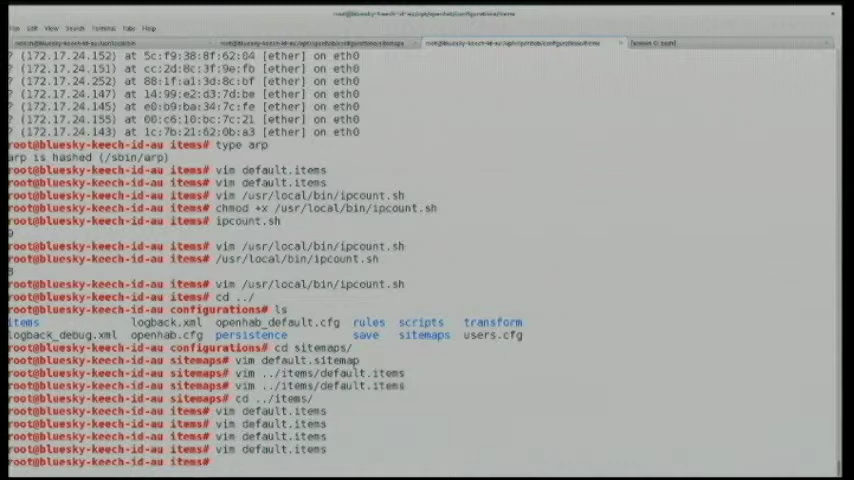 File Edit View Search Terminal Tabs Help
? (172.17.24.152) at 5c:f9:38:8f:62:04 [ether] on eth0
? (172.17.24.151) at cc:2d:8c:3f:9e:fb [ether] on eth0
? (172.17.24.252) at 88:1f:a1:3d:8c:bf [ether] on eth0
? (172.17.24.147) at 14:99:e2:d3:7d:be [ether] on eth0
? (172.17.24.145) at e0:b9:ba:34:7c:fe [ether] on eth0
? (172.17.24.155) at 00:c6:10:bc:7c:21 [ether] on eth0
? (172.17.24.143) at 1c:7b:21:62:0b:a3 [ether] on eth0
root@bluesky-keech-id-au items# type arp
arp is hashed (/sbin/arp)
root@bluesky-keech-id-au items# vim default.items
root@bluesky-keech-id-au items# vim default.items
root@bluesky-keech-id-au items# vim /usr/local/bin/ipcount.sh
root@bluesky-keech-id-au items# chmod +x /usr/local/bin/ipcount.sh
root@bluesky-keech-id-au items# ipcount.sh
9
root@bluesky-keech-id-au items# vim /usr/local/bin/ipcount.sh
root@bluesky-keech-id-au items# /usr/local/bin/ipcount.sh
8
root@bluesky-keech-id-au items# vim /usr/local/bin/ipcount.sh
root@bluesky-keech-id-au items# cd ../
root@bluesky-keech-id-au configurations# ls
items logback.xml openhab_default.cfg rules scripts transform
logback_debug.xml openhab.cfg persistence save sitemaps users.cfg
root@bluesky-keech-id-au configurations# cd sitemaps/
root@bluesky-keech-id-au sitemaps# vim default.sitemap
root@bluesky-keech-id-au sitemaps# vim ../items/default.items
root@bluesky-keech-id-au sitemaps# vim ../items/default.items
root@bluesky-keech-id-au sitemaps# cd ../items/
root@bluesky-keech-id-au items# vim default.items
root@bluesky-keech-id-au items# vim default.items
root@bluesky-keech-id-au items# vim default.items
root@bluesky-keech-id-au items# vim default.items
root@bluesky-keech-id-au items#